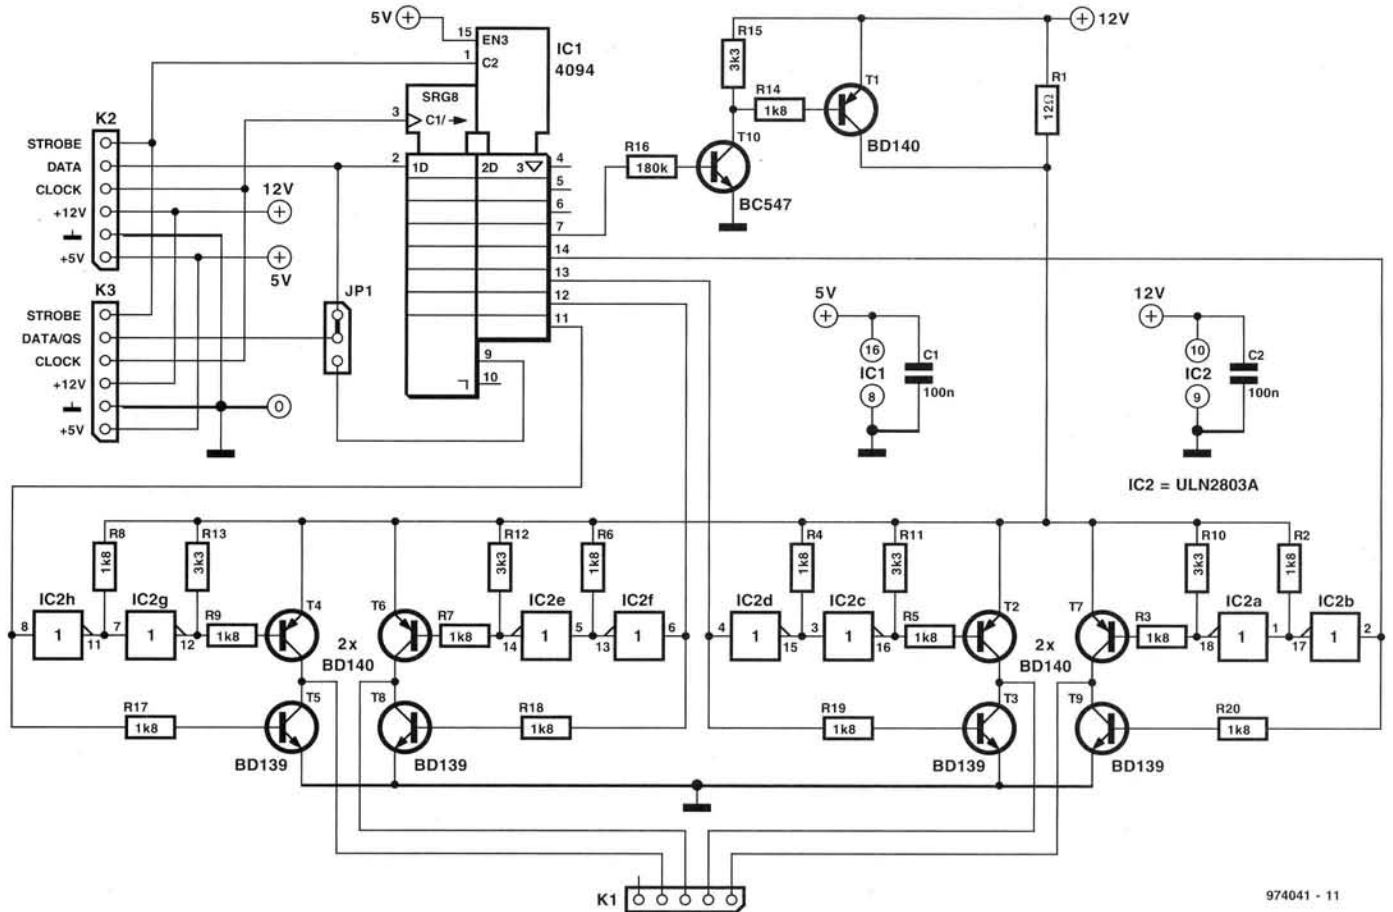 5V
15
EN3
IC1
4094
1
C2
SRG8
3
C1/
K2
STROBE
DATA
CLOCK
+12V
+5V
12V
5V
2
1D
2D
3
4
5
6
7
14
13
12
11
9
10
K3
STROBE
DATA/QS
CLOCK
+12V
+5V
0
JP1
R15
3k3
R14
1k8
T1
BD140
R1
12Ω
12V
R16
180k
T10
BC547
5V
16
IC1
8
C1
100n
12V
10
IC2
9
C2
100n
IC2 = ULN2803A
R8
1k8
R13
3k3
R12
3k3
R6
1k8
R4
1k8
R11
3k3
R10
3k3
R2
1k8
8
IC2h
1
11
7
IC2g
1
12
R9
1k8
T4
T6
2x
BD140
R7
1k8
14
IC2e
1
5
13
IC2f
1
6
4
IC2d
1
15
3
IC2c
1
16
R5
1k8
T2
T7
2x
BD140
R3
1k8
18
IC2a
1
1
17
IC2b
1
2
R17
1k8
T5
BD139
T8
BD139
R18
1k8
R19
1k8
T3
BD139
T9
BD139
R20
1k8
K1
974041 - 11